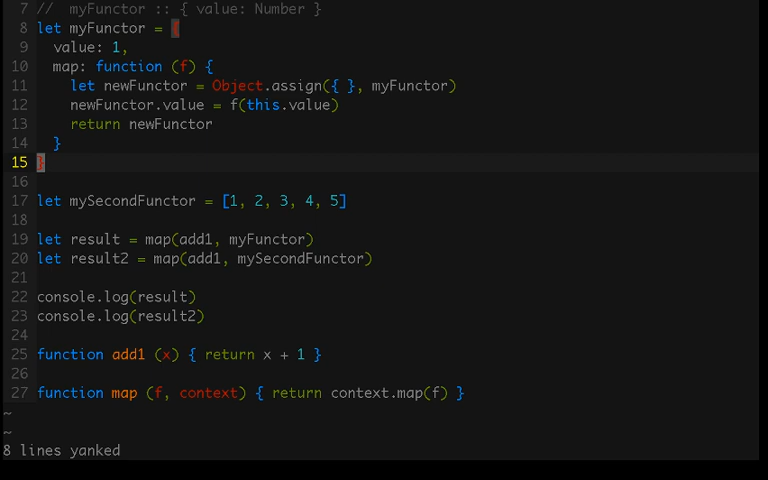 7 //  myFunctor :: { value: Number }
8 let myFunctor = {
9   value: 1,
10   map: function (f) {
11     let newFunctor = Object.assign({ }, myFunctor)
12     newFunctor.value = f(this.value)
13     return newFunctor
14   }
15 }
16
17 let mySecondFunctor = [1, 2, 3, 4, 5]
18
19 let result = map(add1, myFunctor)
20 let result2 = map(add1, mySecondFunctor)
21
22 console.log(result)
23 console.log(result2)
24
25 function add1 (x) { return x + 1 }
26
27 function map (f, context) { return context.map(f) }
~
~
8 lines yanked